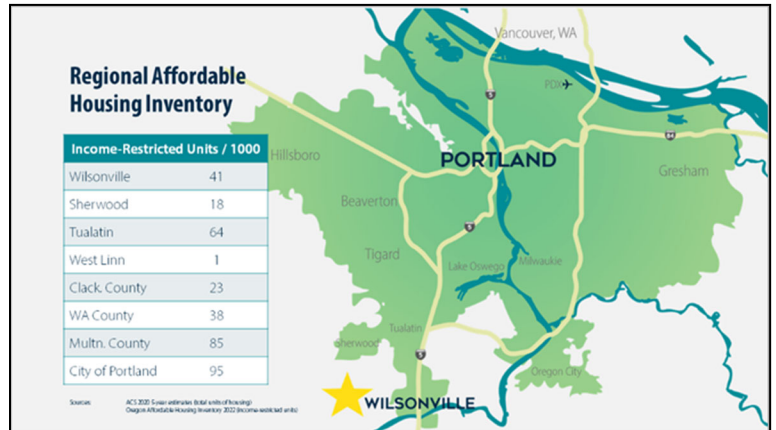 Regional Affordable
Housing Inventory
Income-Restricted Units / 1000
Wilsonville 41
Sherwood 18
Tualatin 64
West Linn 1
Clack. County 23
WA County 38
Multn. County 85
City of Portland 95
Sources: ACS 2020 5-year estimates (total units of housing)
Oregon Affordable Housing Inventory 2022 (income-restricted units)
Vancouver, WA
PDX
5
84
Hillsboro
PORTLAND
Gresham
Beaverton
5
Tigard
Lake Oswego
Milwaukie
Tualatin
Sherwood
5
Oregon City
WILSONVILLE